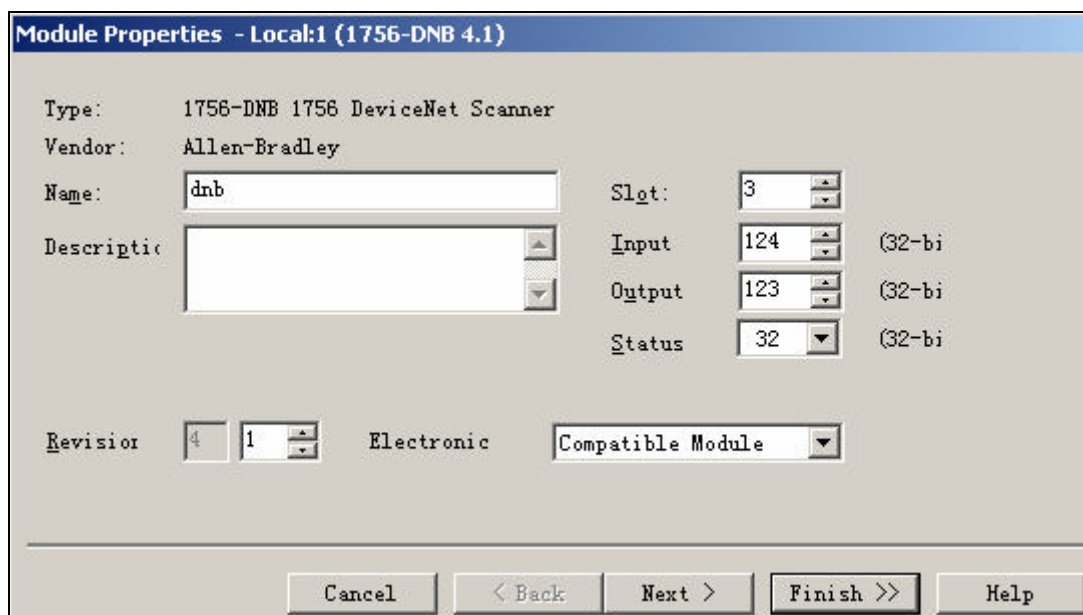 Module Properties - Local:1 (1756-DNB 4.1)
Type: 1756-DNB 1756 DeviceNet Scanner
Vendor: Allen-Bradley
Name: dnb Slot: 3
Descriptic Input 124 (32-bi
Output 123 (32-bi
Status 32 (32-bi
Revisior 4 1 Electronic Compatible Module
Cancel < Back Next > Finish >> Help